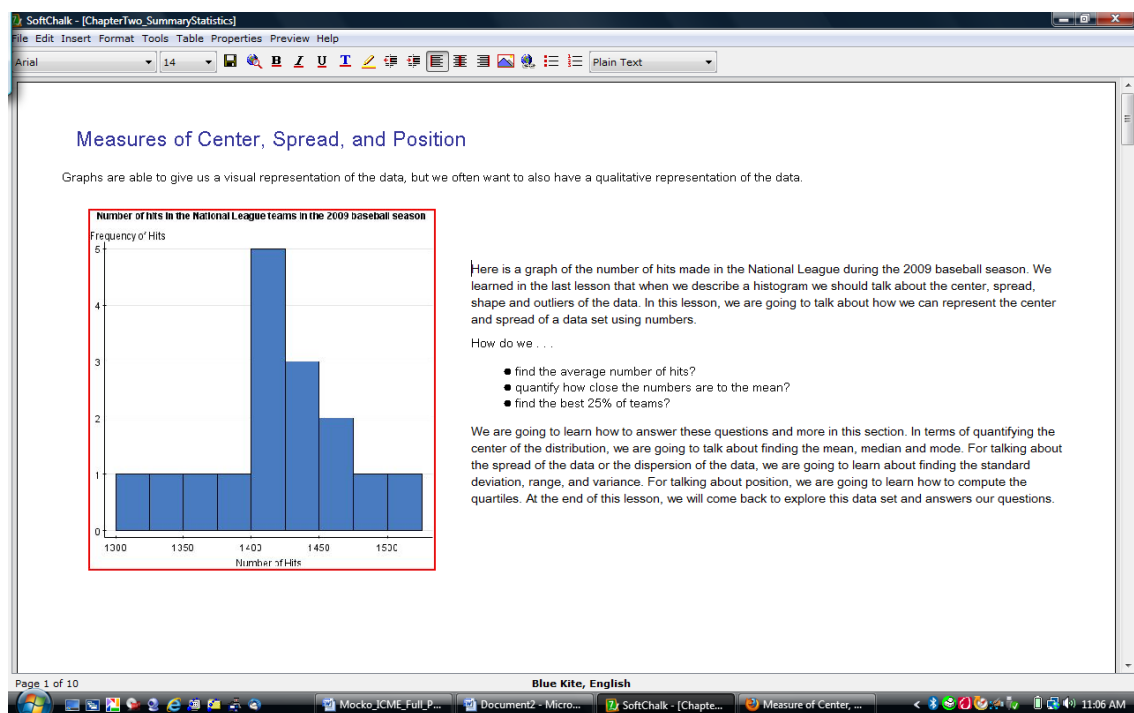 SoftChalk - [ChapterTwo_SummaryStatistics]
File Edit Insert Format Tools Table Properties Preview Help
Arial 14 B I U T Plain Text
Measures of Center, Spread, and Position
Graphs are able to give us a visual representation of the data, but we often want to also have a qualitative representation of the data.
Number of hits in the National League teams in the 2009 baseball season
Frequency of Hits
5
4
3
2
1
0
1300 1350 1400 1450 1500
Number of Hits
Here is a graph of the number of hits made in the National League during the 2009 baseball season. We
learned in the last lesson that when we describe a histogram we should talk about the center, spread,
shape and outliers of the data. In this lesson, we are going to talk about how we can represent the center
and spread of a data set using numbers.
How do we . . .
● find the average number of hits?
● quantify how close the numbers are to the mean?
● find the best 25% of teams?
We are going to learn how to answer these questions and more in this section. In terms of quantifying the
center of the distribution, we are going to talk about finding the mean, median and mode. For talking about
the spread of the data or the dispersion of the data, we are going to learn about finding the standard
deviation, range, and variance. For talking about position, we are going to learn how to compute the
quartiles. At the end of this lesson, we will come back to explore this data set and answers our questions.
Page 1 of 10 Blue Kite, English
Mocko_ICME_Full_P... Document2 - Micro... SoftChalk - [Chapte... Measure of Center, ... 11:06 AM